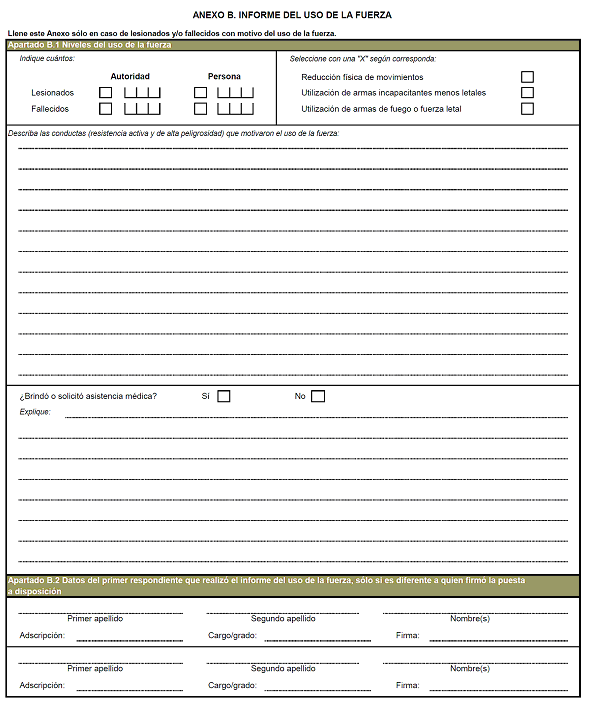 ANEXO B. INFORME DEL USO DE LA FUERZA
Llene este Anexo sólo en caso de lesionados y/o fallecidos con motivo del uso de la fuerza.
Apartado B.1 Niveles del uso de la fuerza
Indique cuántos:
Autoridad Persona
Lesionados
Fallecidos
Seleccione con una "X" según corresponda:
Reducción física de movimientos
Utilización de armas incapacitantes menos letales
Utilización de armas de fuego o fuerza letal
Describa las conductas (resistencia activa y de alta peligrosidad) que motivaron el uso de la fuerza:
¿Brindó o solicitó asistencia médica? Sí No
Explique:
Apartado B.2 Datos del primer respondiente que realizó el informe del uso de la fuerza, sólo si es diferente a quien firmó la puesta
a disposición
Primer apellido Segundo apellido Nombre(s)
Adscripción: Cargo/grado: Firma:
Primer apellido Segundo apellido Nombre(s)
Adscripción: Cargo/grado: Firma: